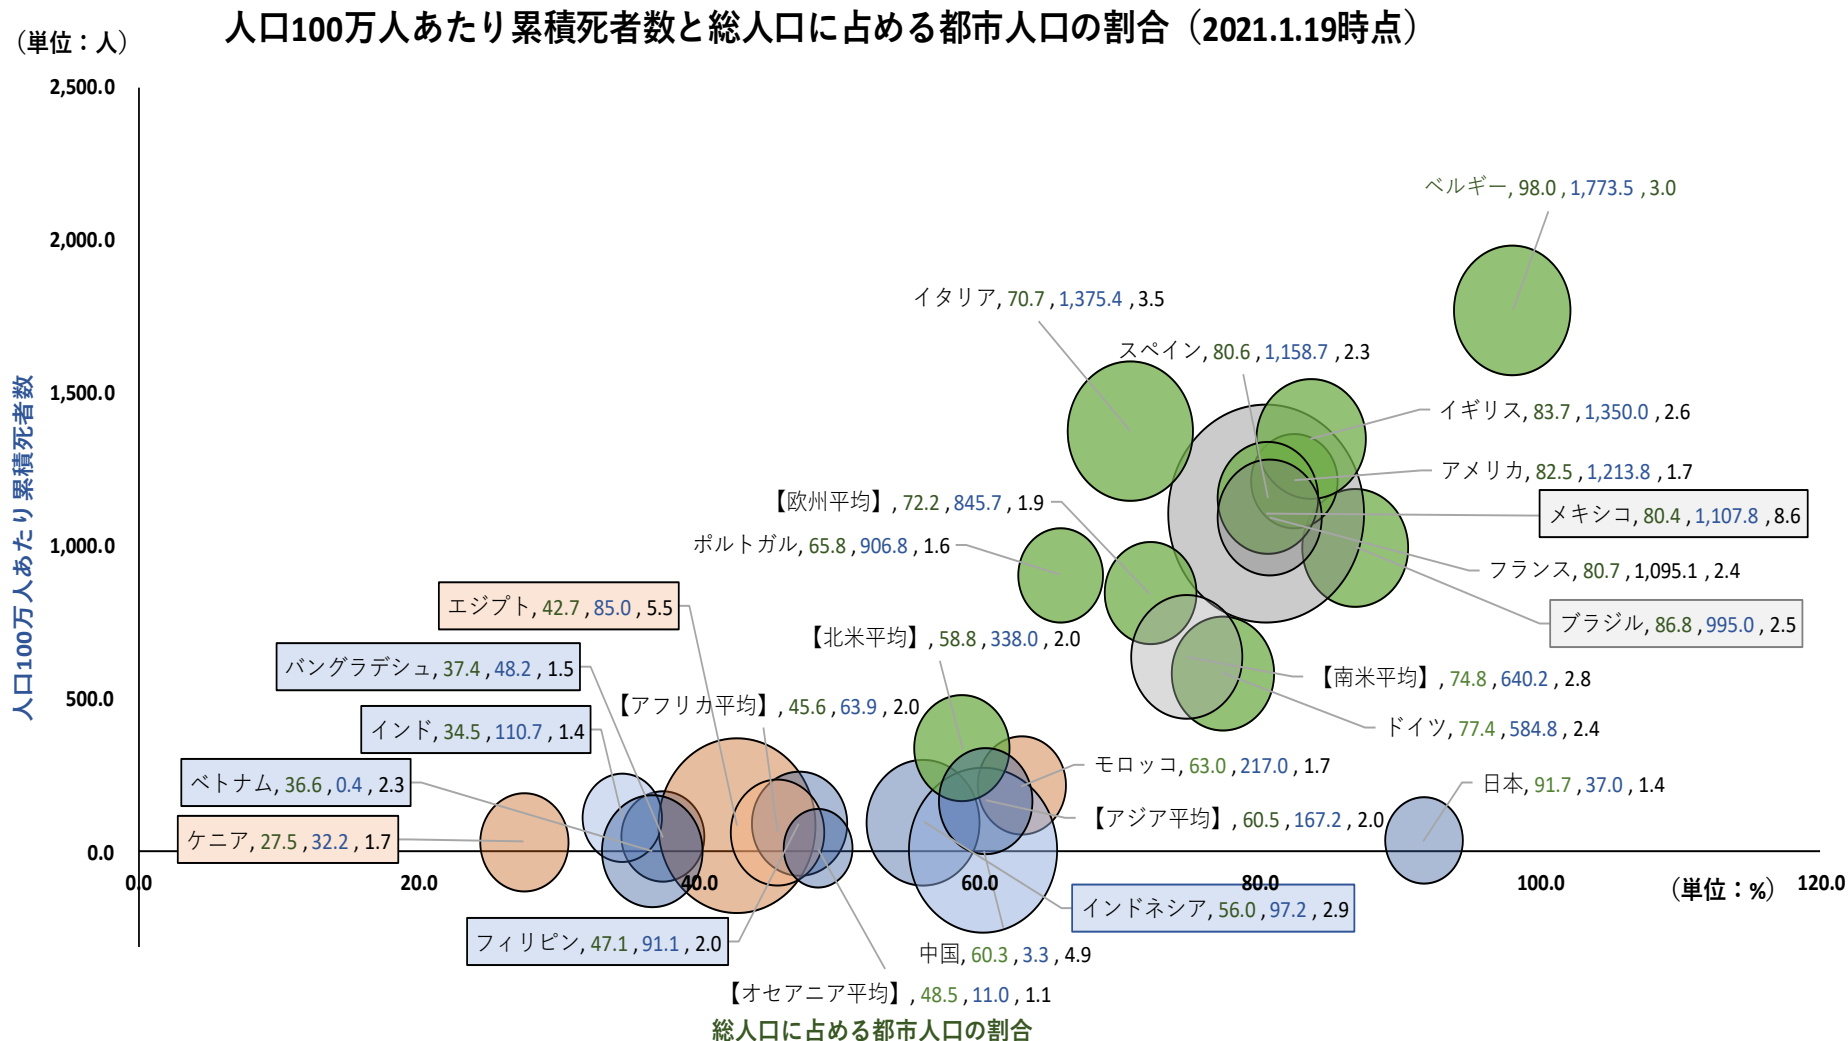 人口100万人あたり累積死者数と総人口に占める都市人口の割合（2021.1.19時点）
（単位：人）
2,500.0
2,000.0
1,500.0
1,000.0
500.0
0.0
人口100万人あたり累積死者数
ベルギー, 98.0 , 1,773.5 , 3.0
イタリア, 70.7 , 1,375.4 , 3.5
スペイン, 80.6 , 1,158.7 , 2.3
イギリス, 83.7 , 1,350.0 , 2.6
アメリカ, 82.5 , 1,213.8 , 1.7
【欧州平均】, 72.2 , 845.7 , 1.9
メキシコ, 80.4 , 1,107.8 , 8.6
ポルトガル, 65.8 , 906.8 , 1.6
フランス, 80.7 , 1,095.1 , 2.4
エジプト, 42.7 , 85.0 , 5.5
ブラジル, 86.8 , 995.0 , 2.5
【北米平均】, 58.8 , 338.0 , 2.0
バングラデシュ, 37.4 , 48.2 , 1.5
【南米平均】, 74.8 , 640.2 , 2.8
【アフリカ平均】, 45.6 , 63.9 , 2.0
インド, 34.5 , 110.7 , 1.4
ドイツ, 77.4 , 584.8 , 2.4
モロッコ, 63.0 , 217.0 , 1.7
ベトナム, 36.6 , 0.4 , 2.3
日本, 91.7 , 37.0 , 1.4
【アジア平均】, 60.5 , 167.2 , 2.0
ケニア, 27.5 , 32.2 , 1.7
0.0
20.0
40.0
60.0
80.0
100.0
120.0
（単位：%）
インドネシア, 56.0 , 97.2 , 2.9
フィリピン, 47.1 , 91.1 , 2.0
中国, 60.3 , 3.3 , 4.9
【オセアニア平均】, 48.5 , 11.0 , 1.1
総人口に占める都市人口の割合